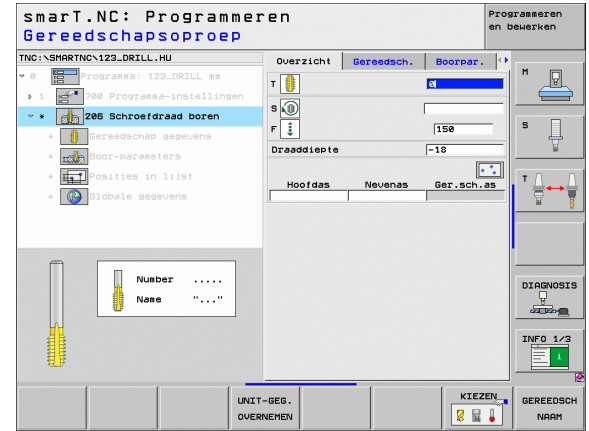 smarT.NC: Programmeren
Gereedschapsoproep
Programmeren
en bewerken
TNC:\SMARTNC\123_DRILL.HU
0 Programma: 123_DRILL mm
1 700 Programma-instellingen
* 206 Schroefdraad boren
* Gereedschap gegevens
* Boor-parameters
* Posities in lijst
* Globale gegevens
Overzicht Gereedsch. Boorpar.
T 0
S
F 150
Draaddiepte -18
Hoofdas Nevenas Ger.sch.as
Number .....
Name "..."
M
S
T
DIAGNOSIS
INFO 1/3
i
UNIT-GEG.
OVERNEMEN
KIEZEN
GEREEDSCH
NAAM